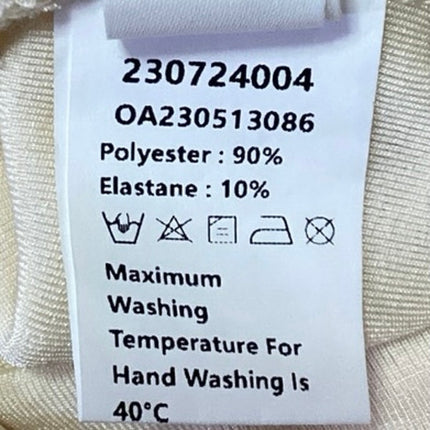 230724004
OA230513086
Polyester : 90%
Elastane : 10%
Maximum
Washing
Temperature For
Hand Washing Is
40°C